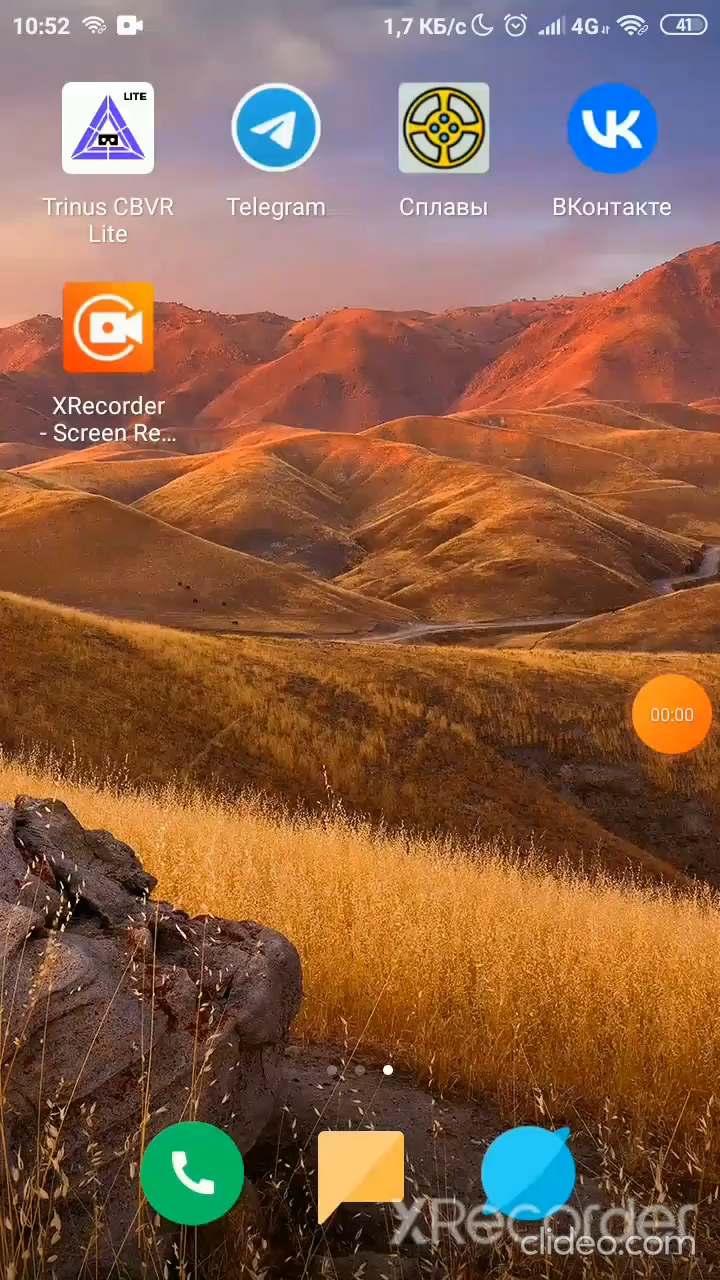 10:52
1,7 КБ/с
4G
41
LITE
Trinus CBVR
Lite
Telegram
Сплавы
ВКонтакте
XRecorder
- Screen Re...
00:00
XRecorder
clideo.com